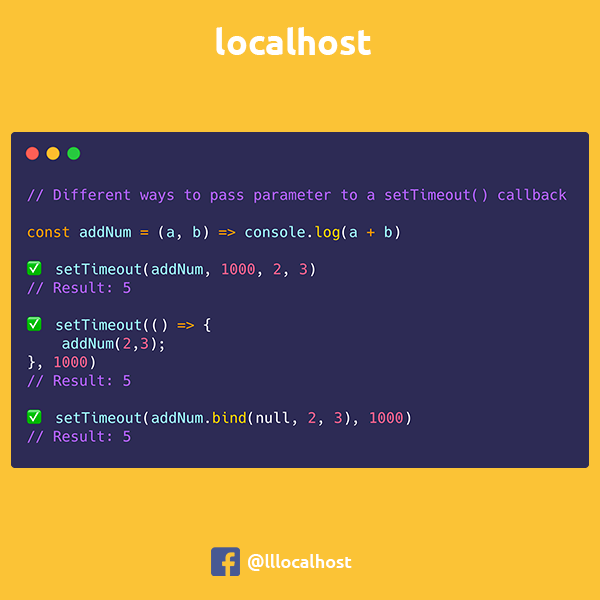 localhost
// Different ways to pass parameter to a setTimeout() callback
const addNum = (a, b) => console.log(a + b)
✅ setTimeout(addNum, 1000, 2, 3)
// Result: 5
✅ setTimeout(() => {
addNum(2,3);
}, 1000)
// Result: 5
✅ setTimeout(addNum.bind(null, 2, 3), 1000)
// Result: 5
@lllocalhost